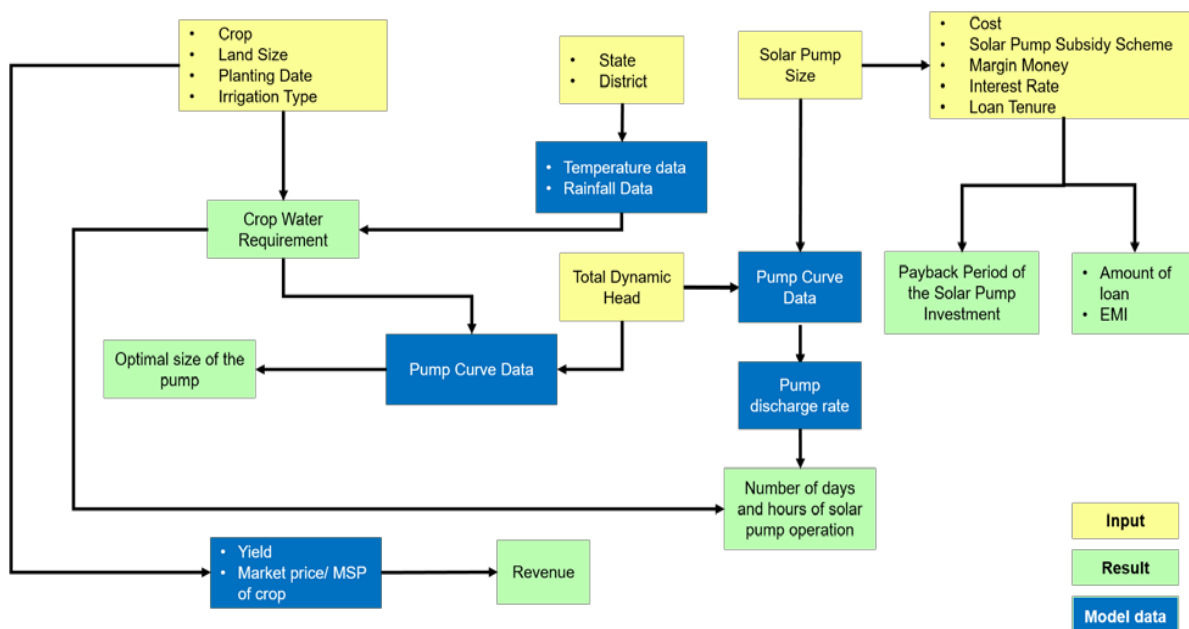 • Crop
• Land Size
• Planting Date
• Irrigation Type
• State
• District
Solar Pump
Size
• Cost
• Solar Pump Subsidy Scheme
• Margin Money
• Interest Rate
• Loan Tenure
• Temperature data
• Rainfall Data
Crop Water
Requirement
Total Dynamic
Head
Pump Curve
Data
Payback Period of
the Solar Pump
Investment
• Amount of
loan
• EMI
Optimal size of the
pump
Pump Curve Data
Pump
discharge rate
Number of days
and hours of solar
pump operation
• Yield
• Market price/ MSP
of crop
Revenue
Input
Result
Model data